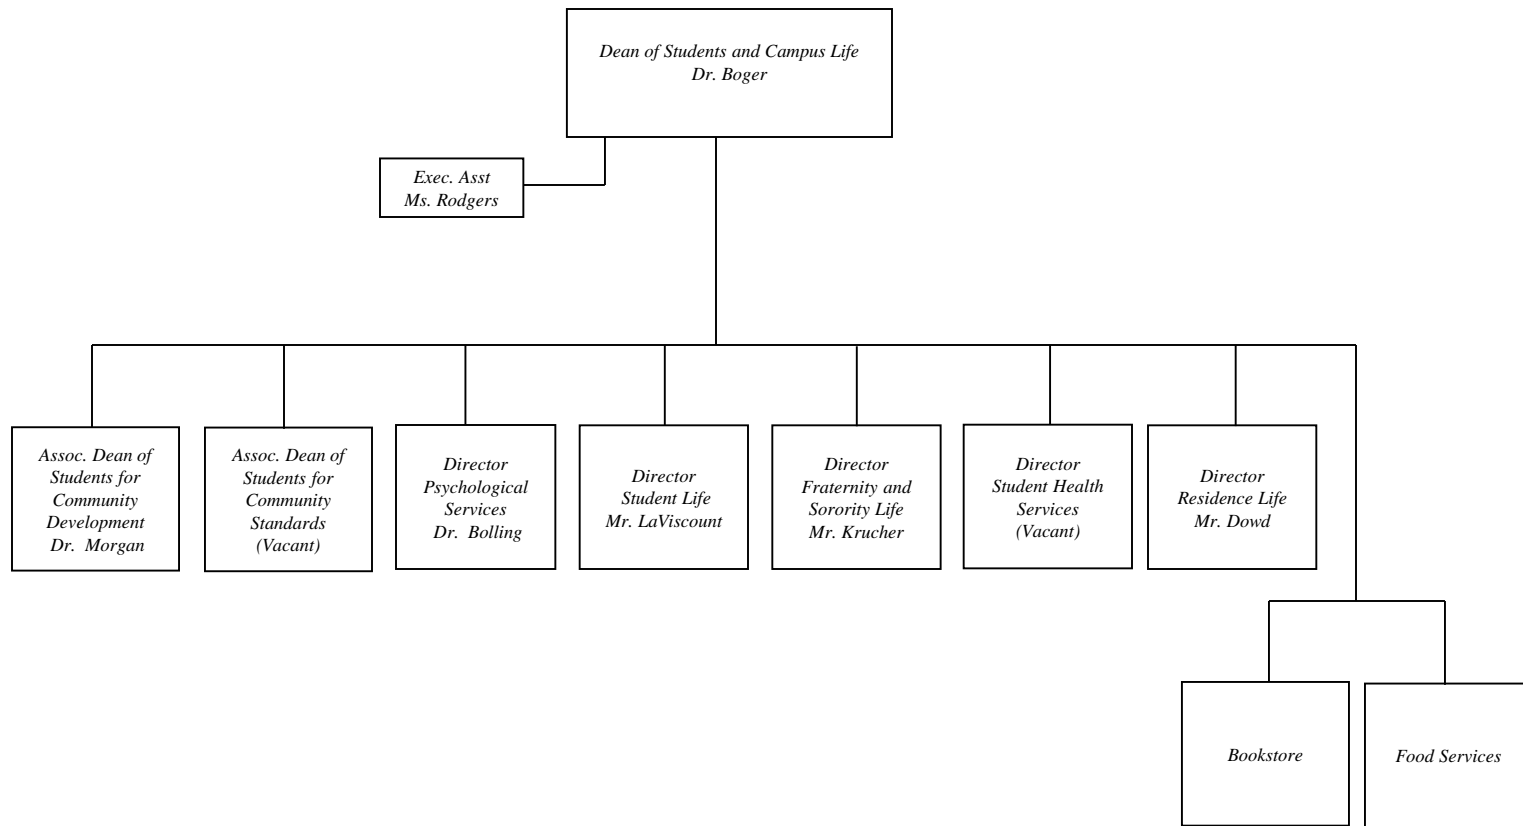 Dean of Students and Campus Life
Dr. Boger
Exec. Asst
Ms. Rodgers
Assoc. Dean of
Students for
Community
Development
Dr. Morgan
Assoc. Dean of
Students for
Community
Standards
(Vacant)
Director
Psychological
Services
Dr. Bolling
Director
Student Life
Mr. LaViscount
Director
Fraternity and
Sorority Life
Mr. Krucher
Director
Student Health
Services
(Vacant)
Director
Residence Life
Mr. Dowd
Bookstore
Food Services